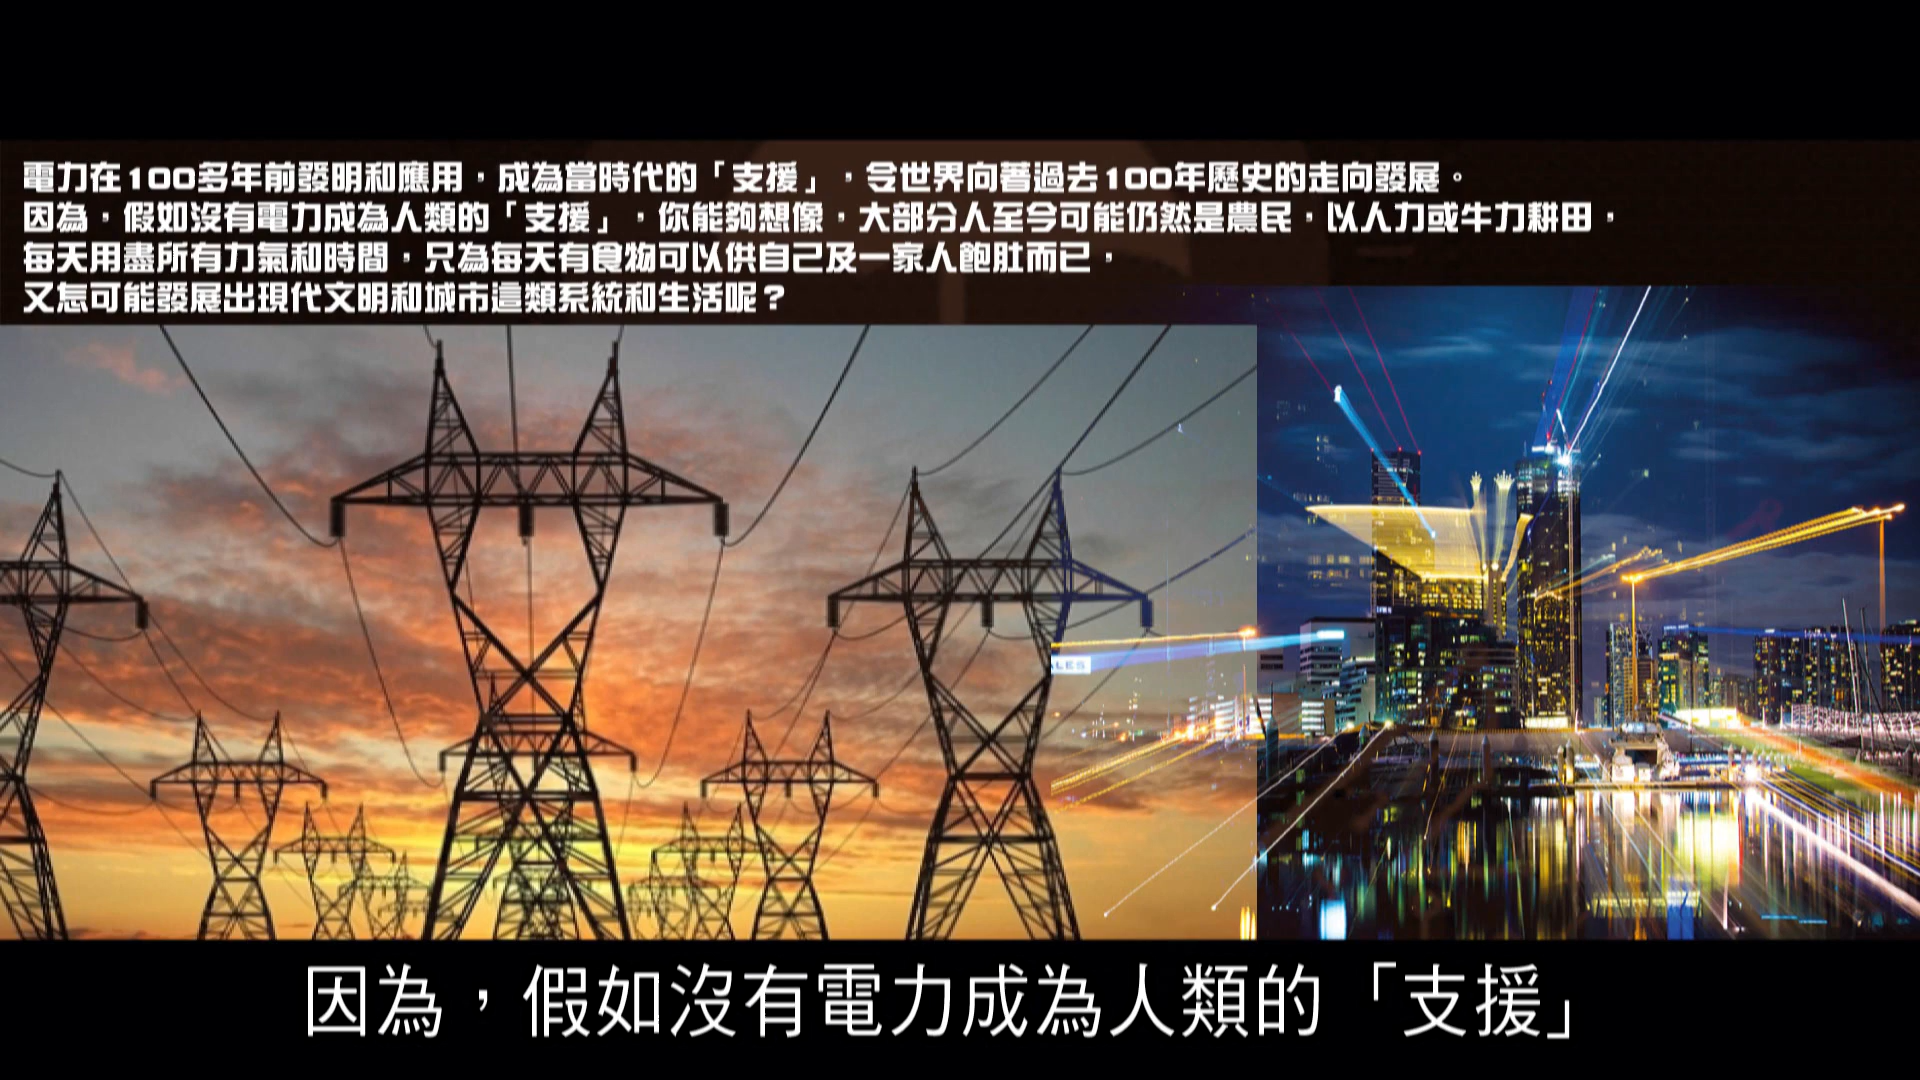 電力在100多年前發明和應用，成為當時代的「支援」，令世界向著過去100年歷史的走向發展。
因為，假如沒有電力成為人類的「支援」，你能夠想像，大部分人至今可能仍然是農民，以人力或牛力耕田，
每天用盡所有力氣和時間，只為每天有食物可以供自己及一家人飽肚而已，
又怎可能發展出現代文明和城市這類系統和生活呢？
ALES
因為，假如沒有電力成為人類的「支援」